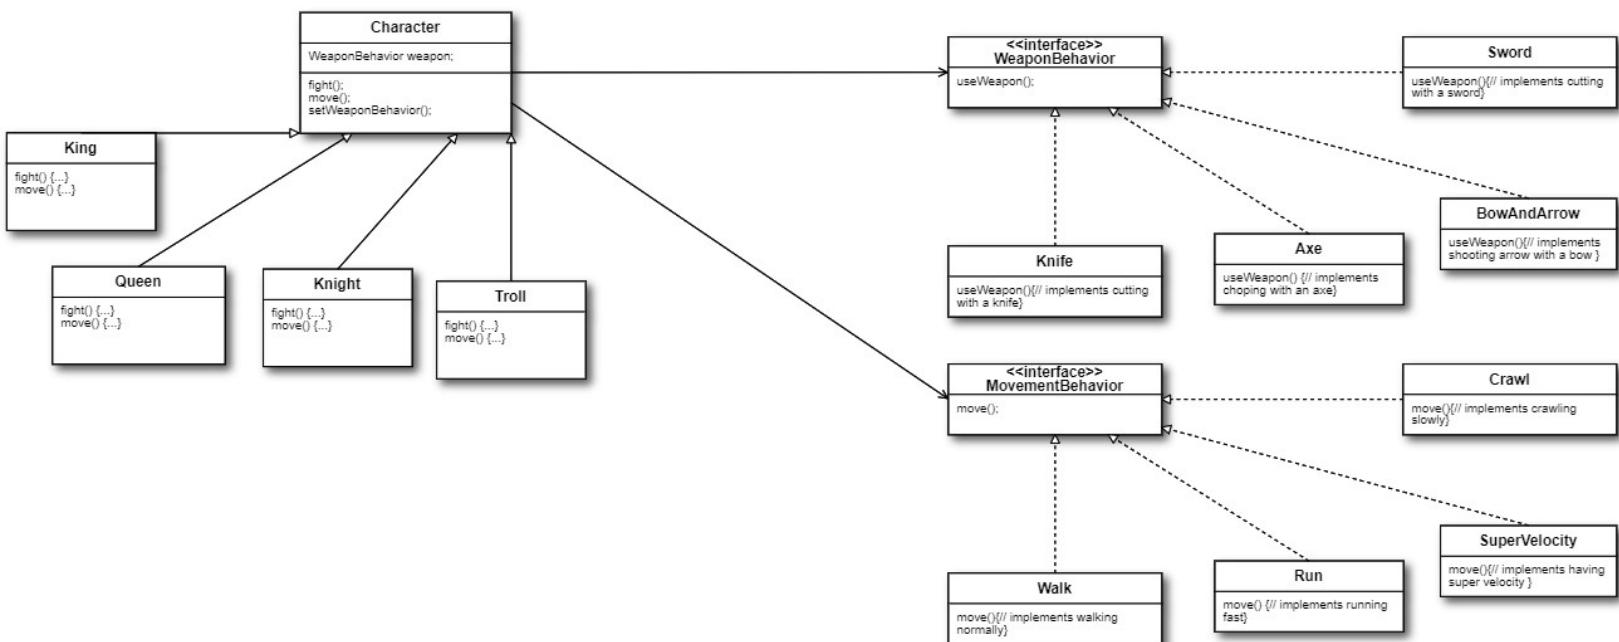 Character
WeaponBehavior weapon;
fight();
move();
setWeaponBehavior();
King
fight() {...}
move() {...}
Queen
fight() {...}
move() {...}
Knight
fight() {...}
move() {...}
Troll
fight() {...}
move() {...}
<<interface>>
WeaponBehavior
useWeapon();
Sword
useWeapon(){// implements cutting
with a sword}
BowAndArrow
useWeapon(){// implements
shooting arrow with a bow }
Axe
useWeapon() {// implements
choping with an axe}
Knife
useWeapon(){// implements cutting
with a knife}
<<interface>>
MovementBehavior
move();
Crawl
move(){// implements crawling
slowly}
SuperVelocity
move(){// implements having
super velocity }
Run
move() {// implements running
fast}
Walk
move(){// implements walking
normally}